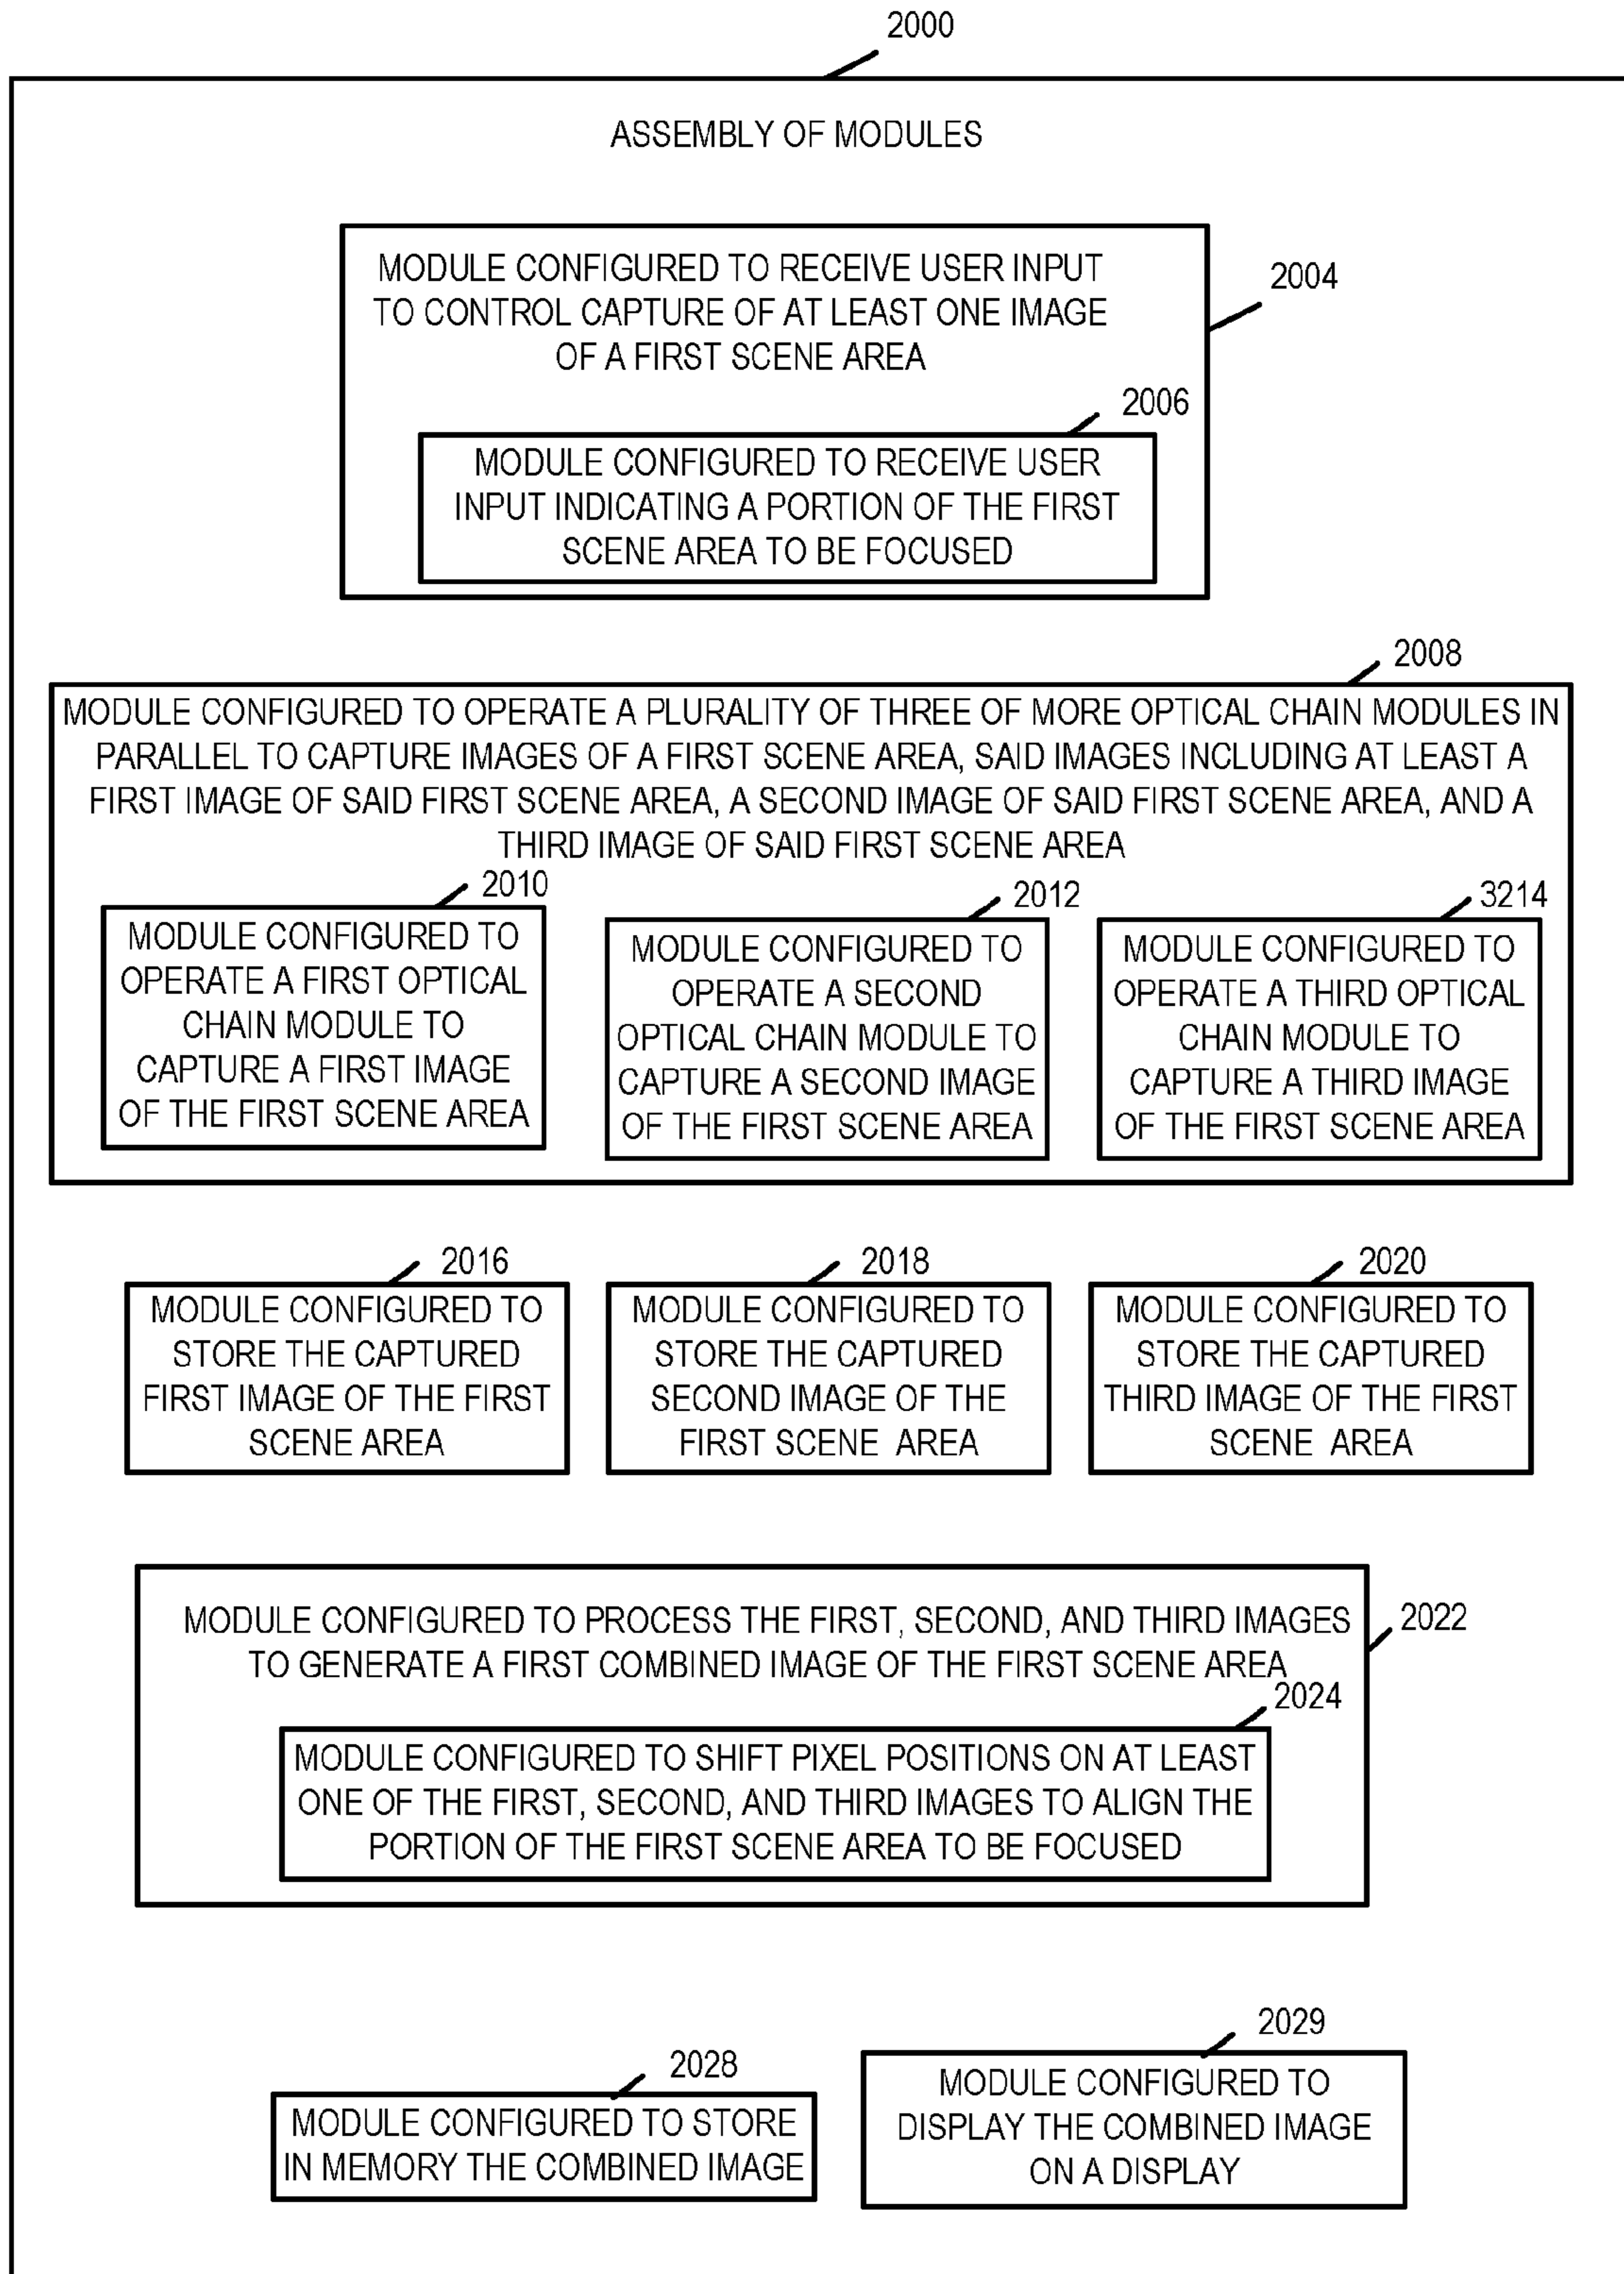 2000
ASSEMBLY OF MODULES
MODULE CONFIGURED TO RECEIVE USER INPUT
TO CONTROL CAPTURE OF AT LEAST ONE IMAGE
OF A FIRST SCENE AREA
2004
2006
MODULE CONFIGURED TO RECEIVE USER
INPUT INDICATING A PORTION OF THE FIRST
SCENE AREA TO BE FOCUSED
2008
MODULE CONFIGURED TO OPERATE A PLURALITY OF THREE OF MORE OPTICAL CHAIN MODULES IN
PARALLEL TO CAPTURE IMAGES OF A FIRST SCENE AREA, SAID IMAGES INCLUDING AT LEAST A
FIRST IMAGE OF SAID FIRST SCENE AREA, A SECOND IMAGE OF SAID FIRST SCENE AREA, AND A
THIRD IMAGE OF SAID FIRST SCENE AREA
2010
MODULE CONFIGURED TO
OPERATE A FIRST OPTICAL
CHAIN MODULE TO
CAPTURE A FIRST IMAGE
OF THE FIRST SCENE AREA
2012
MODULE CONFIGURED TO
OPERATE A SECOND
OPTICAL CHAIN MODULE TO
CAPTURE A SECOND IMAGE
OF THE FIRST SCENE AREA
3214
MODULE CONFIGURED TO
OPERATE A THIRD OPTICAL
CHAIN MODULE TO
CAPTURE A THIRD IMAGE
OF THE FIRST SCENE AREA
2016
MODULE CONFIGURED TO
STORE THE CAPTURED
FIRST IMAGE OF THE FIRST
SCENE AREA
2018
MODULE CONFIGURED TO
STORE THE CAPTURED
SECOND IMAGE OF THE
FIRST SCENE AREA
2020
MODULE CONFIGURED TO
STORE THE CAPTURED
THIRD IMAGE OF THE FIRST
SCENE AREA
MODULE CONFIGURED TO PROCESS THE FIRST, SECOND, AND THIRD IMAGES
TO GENERATE A FIRST COMBINED IMAGE OF THE FIRST SCENE AREA
2022
2024
MODULE CONFIGURED TO SHIFT PIXEL POSITIONS ON AT LEAST
ONE OF THE FIRST, SECOND, AND THIRD IMAGES TO ALIGN THE
PORTION OF THE FIRST SCENE AREA TO BE FOCUSED
2028
MODULE CONFIGURED TO STORE
IN MEMORY THE COMBINED IMAGE
2029
MODULE CONFIGURED TO
DISPLAY THE COMBINED IMAGE
ON A DISPLAY